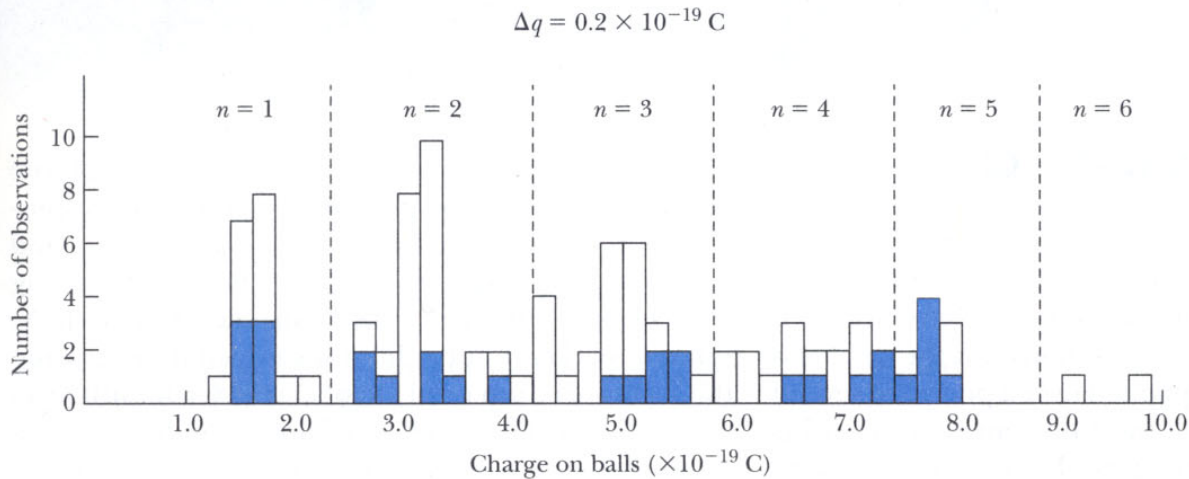 Δq = 0.2 × 10⁻¹⁹ C
n = 1 n = 2 n = 3 n = 4 n = 5 n = 6
Number of observations
10
8
6
4
2
0
1.0 2.0 3.0 4.0 5.0 6.0 7.0 8.0 9.0 10.0
Charge on balls (×10⁻¹⁹ C)